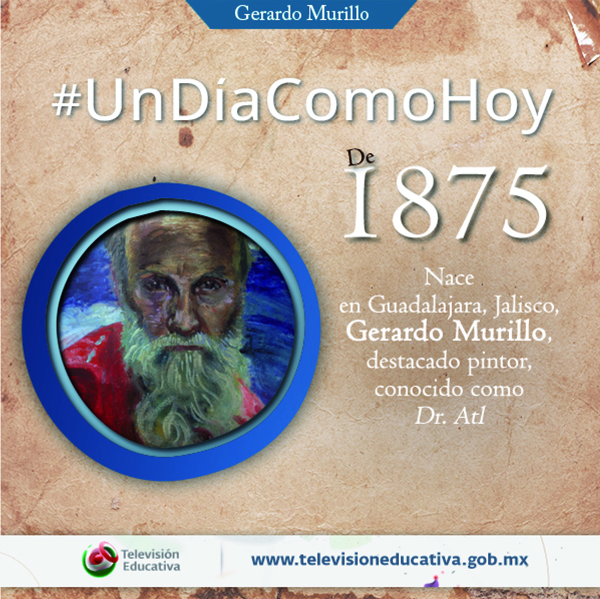 Gerardo Murillo
#UnDíaComoHoy
De
1875
Nace
en Guadalajara, Jalisco,
Gerardo Murillo,
destacado pintor,
conocido como
Dr. Atl
Televisión
Educativa
www.televisioneducativa.gob.mx